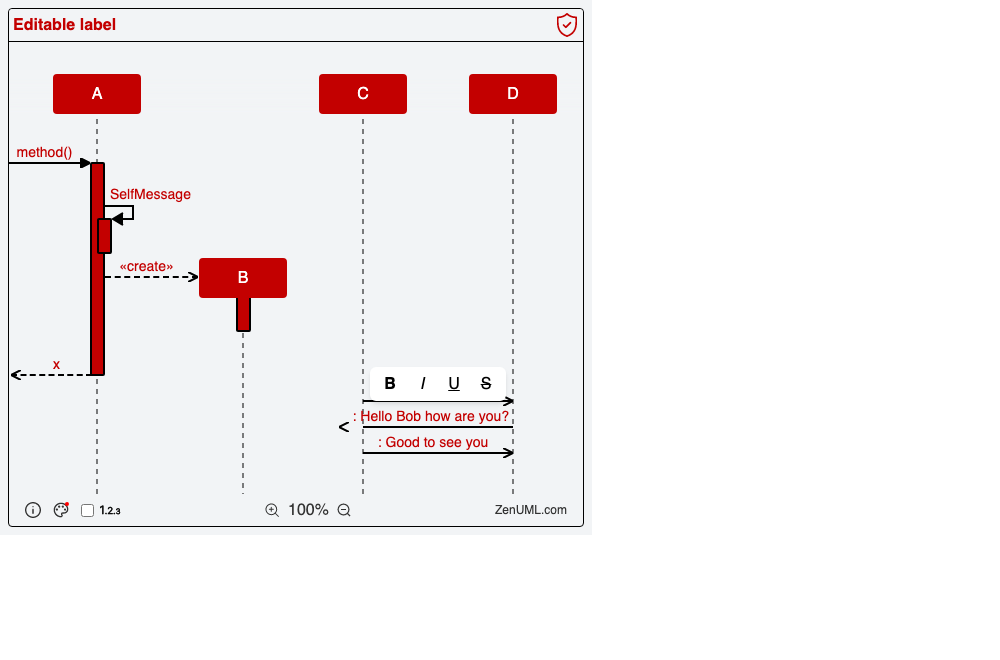 Editable label
A
C
D
method()
SelfMessage
«create»
B
x
B I U S
: Hello Bob how are you?
: Good to see you
1.2.3
100%
ZenUML.com